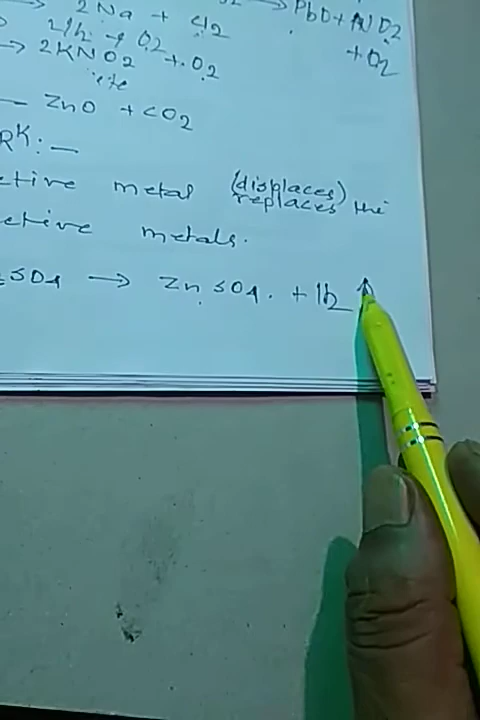 → 2Na + Cl2
→ PbO + NO2
+ O2
2H2 + O2
→ 2KNO2 + O2
ZnO + CO2
RK: —
ctive metal (displaces)
replaces the
ctive metals.
SO4 → ZnSO4. + H2 ↑